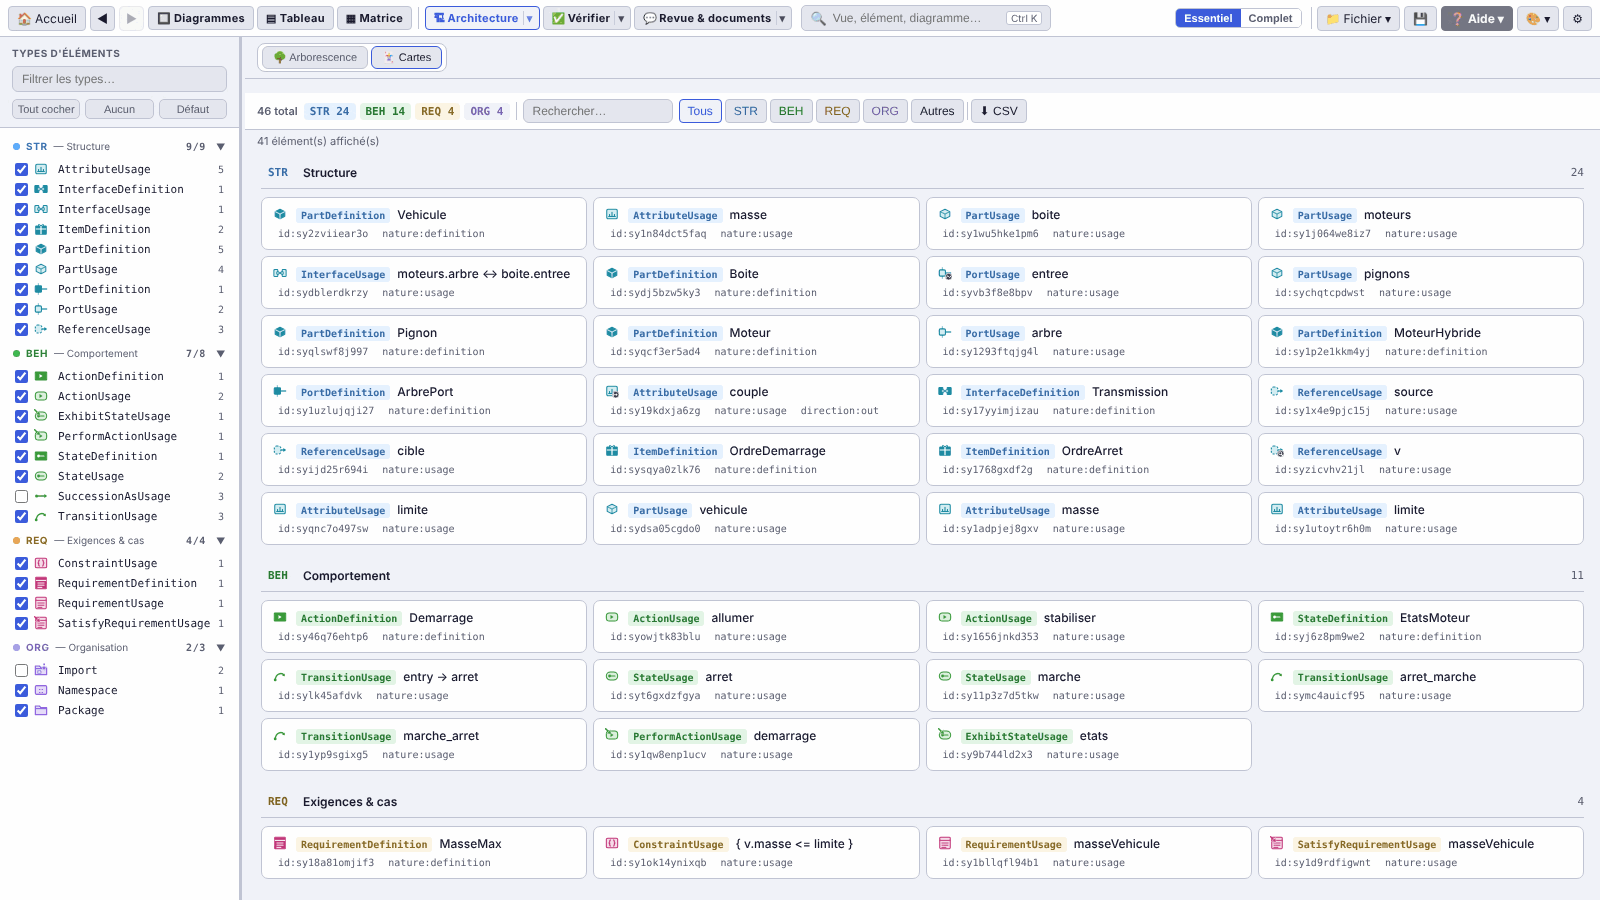 Accueil ◀ ▶ Diagrammes Tableau Matrice Architecture ▾ Vérifier ▾ Revue & documents ▾ Vue, élément, diagramme… Ctrl K Essentiel Complet Fichier ▾ Aide ▾ ▾
TYPES D'ÉLÉMENTS
Filtrer les types…
Tout cocher Aucun Défaut
STR — Structure 9/9 ▼
AttributeUsage 5
InterfaceDefinition 1
InterfaceUsage 1
ItemDefinition 2
PartDefinition 5
PartUsage 4
PortDefinition 1
PortUsage 2
ReferenceUsage 3
BEH — Comportement 7/8 ▼
ActionDefinition 1
ActionUsage 2
ExhibitStateUsage 1
PerformActionUsage 1
StateDefinition 1
StateUsage 2
SuccessionAsUsage 3
TransitionUsage 3
REQ — Exigences & cas 4/4 ▼
ConstraintUsage 1
RequirementDefinition 1
RequirementUsage 1
SatisfyRequirementUsage 1
ORG — Organisation 2/3 ▼
Import 2
Namespace 1
Package 1
Arborescence Cartes
46 total STR 24 BEH 14 REQ 4 ORG 4 Rechercher… Tous STR BEH REQ ORG Autres ⬇ CSV
41 élément(s) affiché(s)
STR Structure 24
PartDefinition Vehicule AttributeUsage masse PartUsage boite PartUsage moteurs
id:sy2zviiear3o nature:definition id:sy1n84dct5faq nature:usage id:sy1wu5hke1pm6 nature:usage id:sy1j064we8iz7 nature:usage
InterfaceUsage moteurs.arbre ↔ boite.entree PartDefinition Boite PortUsage entree PartUsage pignons
id:sydblerdkrzy nature:usage id:sydj5bzw5ky3 nature:definition id:syvb3f8e8bpv nature:usage id:sychqtcpdwst nature:usage
PartDefinition Pignon PartDefinition Moteur PortUsage arbre PartDefinition MoteurHybride
id:syqlswf8j997 nature:definition id:syqcf3er5ad4 nature:definition id:sy1293ftqjg4l nature:usage id:sy1p2e1kkm4yj nature:definition
PortDefinition ArbrePort AttributeUsage couple InterfaceDefinition Transmission ReferenceUsage source
id:sy1uzlujqji27 nature:definition id:sy19kdxja6zg nature:usage direction:out id:sy17yyimjizau nature:definition id:sy1x4e9pjc15j nature:usage
ReferenceUsage cible ItemDefinition OrdreDemarrage ItemDefinition OrdreArret ReferenceUsage v
id:syijd25r694i nature:usage id:sysqya0zlk76 nature:definition id:sy1768gxdf2g nature:definition id:syzicvhv21jl nature:usage
AttributeUsage limite PartUsage vehicule AttributeUsage masse AttributeUsage limite
id:syqnc7o497sw nature:usage id:sydsa05cgdo0 nature:usage id:sy1adpjej8gxv nature:usage id:sy1utoytr6h0m nature:usage
BEH Comportement 11
ActionDefinition Demarrage ActionUsage allumer ActionUsage stabiliser StateDefinition EtatsMoteur
id:sy46q76ehtp6 nature:definition id:syowjtk83blu nature:usage id:sy1656jnkd353 nature:usage id:syj6z8pm9we2 nature:definition
TransitionUsage entry → arret StateUsage arret StateUsage marche TransitionUsage arret_marche
id:sylk45afdvk nature:usage id:syt6gxdzfgya nature:usage id:sy11p3z7d5tkw nature:usage id:symc4auicf95 nature:usage
TransitionUsage marche_arret PerformActionUsage demarrage ExhibitStateUsage etats
id:sy1yp9sgixg5 nature:usage id:sy1qw8enp1ucv nature:usage id:sy9b744ld2x3 nature:usage
REQ Exigences & cas 4
RequirementDefinition MasseMax ConstraintUsage { v.masse <= limite } RequirementUsage masseVehicule SatisfyRequirementUsage masseVehicule
id:sy18a81omjif3 nature:definition id:sy1ok14ynixqb nature:usage id:sy1bllqfl94b1 nature:usage id:sy1d9rdfigwnt nature:usage